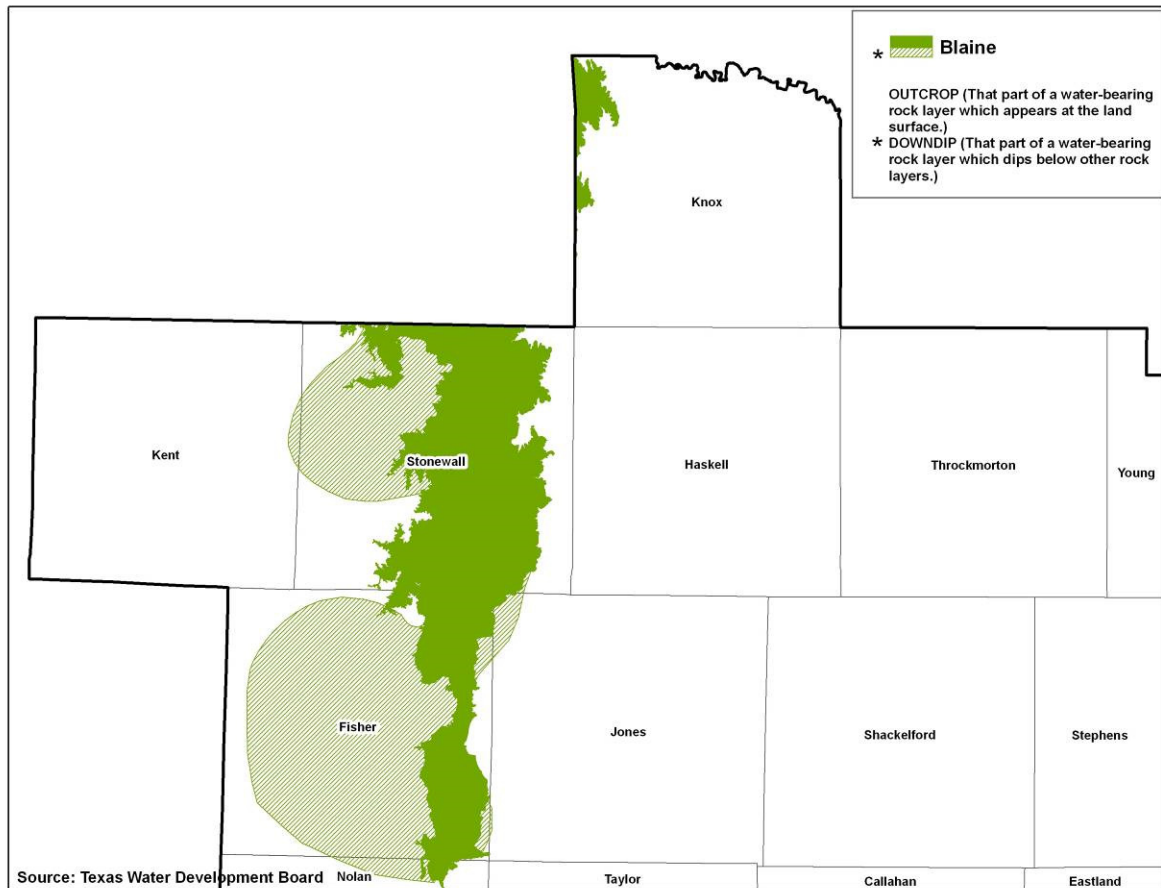 * Blaine
OUTCROP (That part of a water-bearing
rock layer which appears at the land
surface.)
* DOWNDIP (That part of a water-bearing
rock layer which dips below other rock
layers.)
Knox
Kent
Stonewall
Haskell
Throckmorton
Young
Fisher
Jones
Shackelford
Stephens
Source: Texas Water Development Board
Nolan
Taylor
Callahan
Eastland